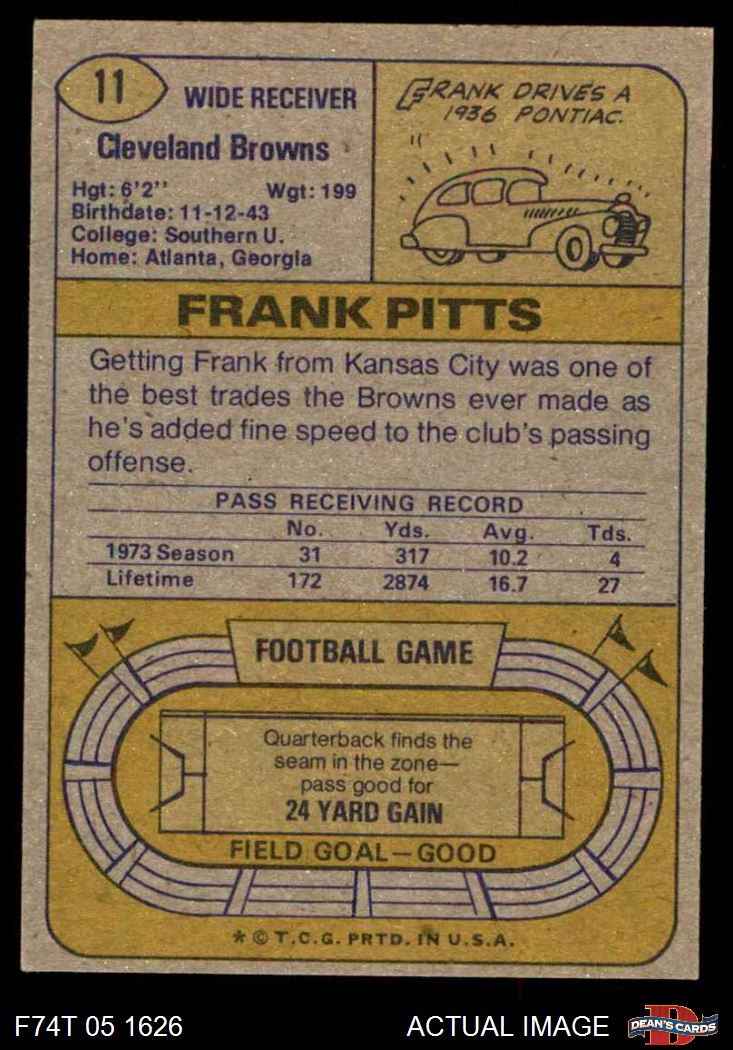 11
WIDE RECEIVER
Cleveland Browns
Hgt: 6'2'' Wgt: 199
Birthdate: 11-12-43
College: Southern U.
Home: Atlanta, Georgia
FRANK DRIVES A
1936 PONTIAC.
FRANK PITTS
Getting Frank from Kansas City was one of
the best trades the Browns ever made as
he's added fine speed to the club's passing
offense.
PASS RECEIVING RECORD
No. Yds. Avg. Tds.
1973 Season 31 317 10.2 4
Lifetime 172 2874 16.7 27
FOOTBALL GAME
Quarterback finds the
seam in the zone—
pass good for
24 YARD GAIN
FIELD GOAL—GOOD
* © T.C.G. PRTD. IN U.S.A.
F74T 05 1626 ACTUAL IMAGE
D
DEAN'S CARDS